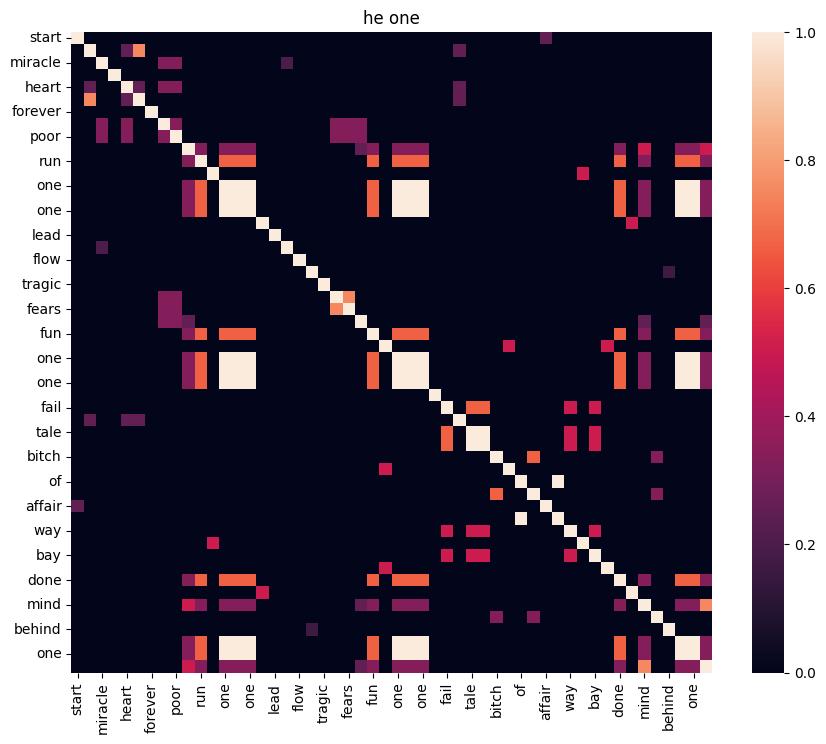 he one
start
miracle
heart
forever
poor
run
one
one
lead
flow
tragic
fears
fun
one
one
fail
tale
bitch
of
affair
way
bay
done
mind
behind
one
start
miracle
heart
forever
poor
run
one
one
lead
flow
tragic
fears
fun
one
one
fail
tale
bitch
of
affair
way
bay
done
mind
behind
one
1.0
0.8
0.6
0.4
0.2
0.0